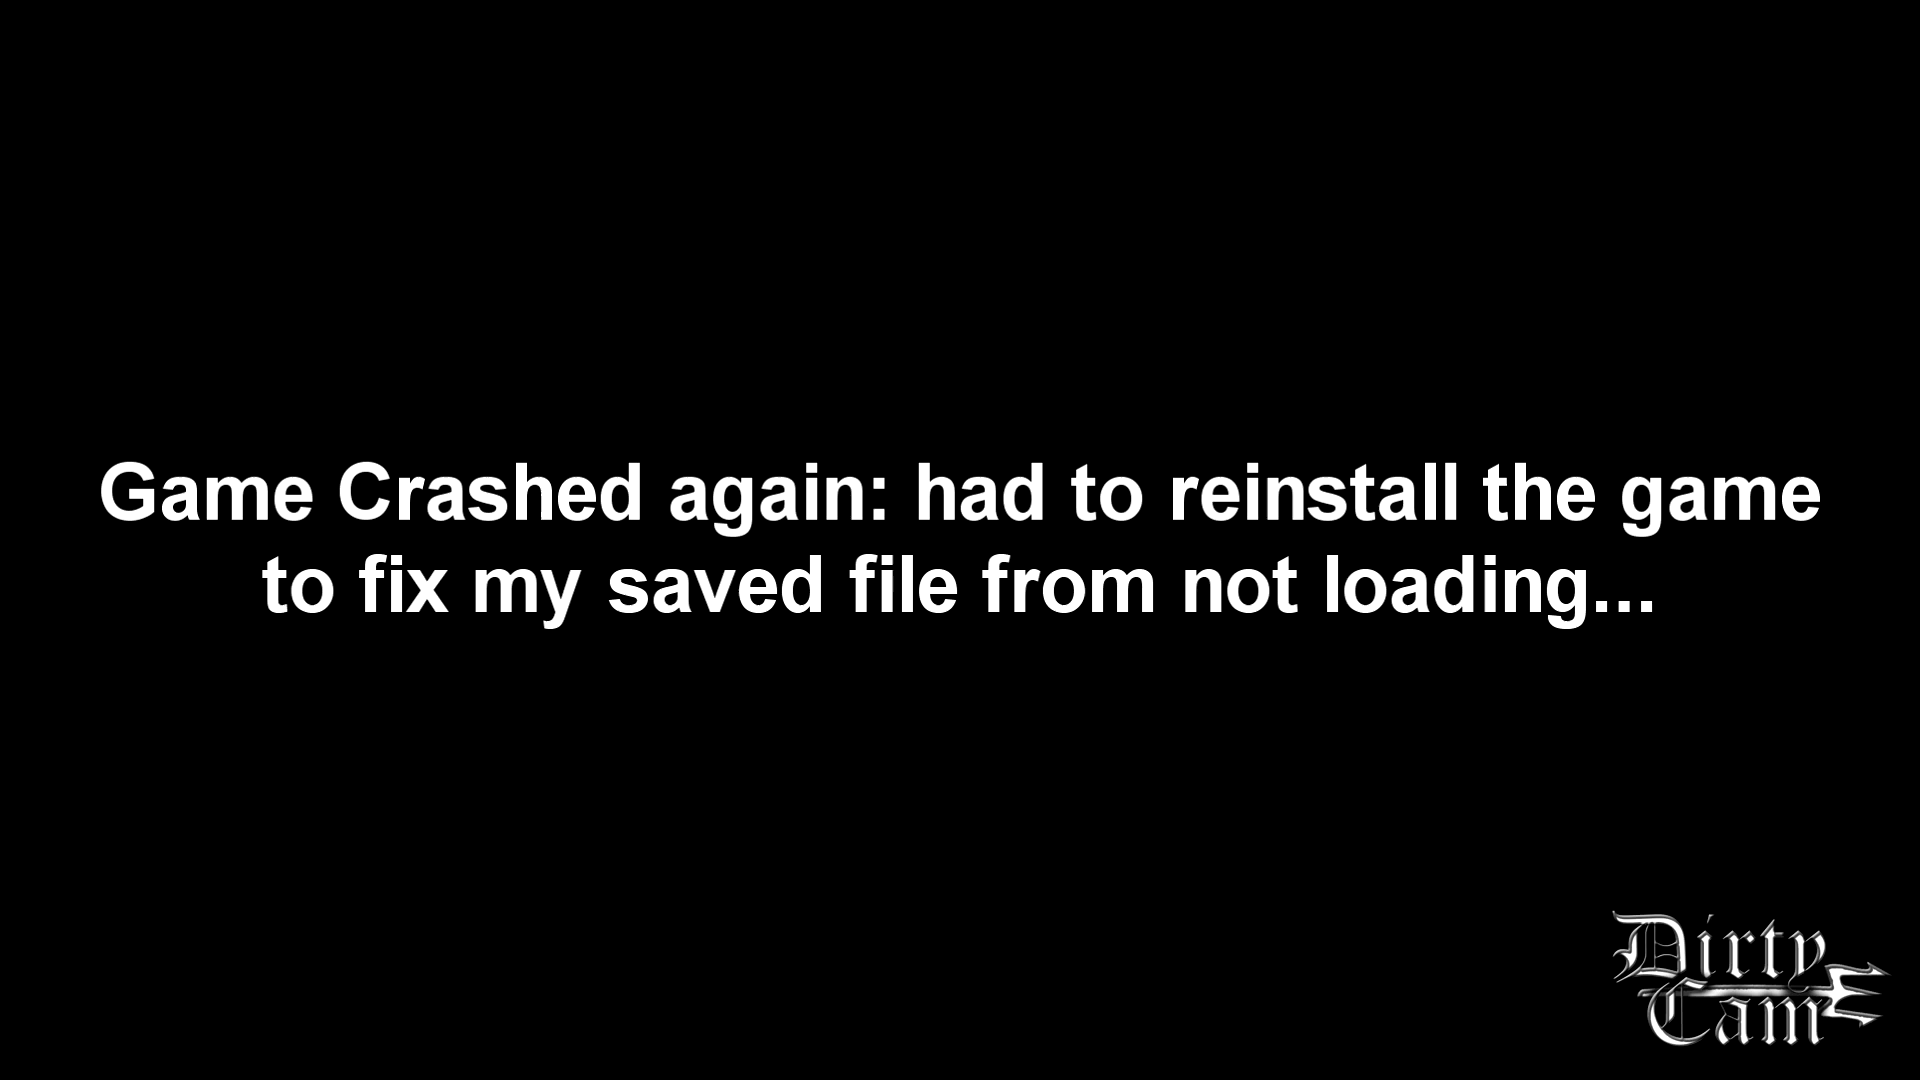 Game Crashed again: had to reinstall the game
to fix my saved file from not loading...
Dirty
Cam